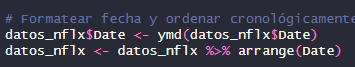 # Formatear fecha y ordenar cronológicamente
datos_nflx$Date <- ymd(datos_nflx$Date)
datos_nflx <- datos_nflx %>% arrange(Date)